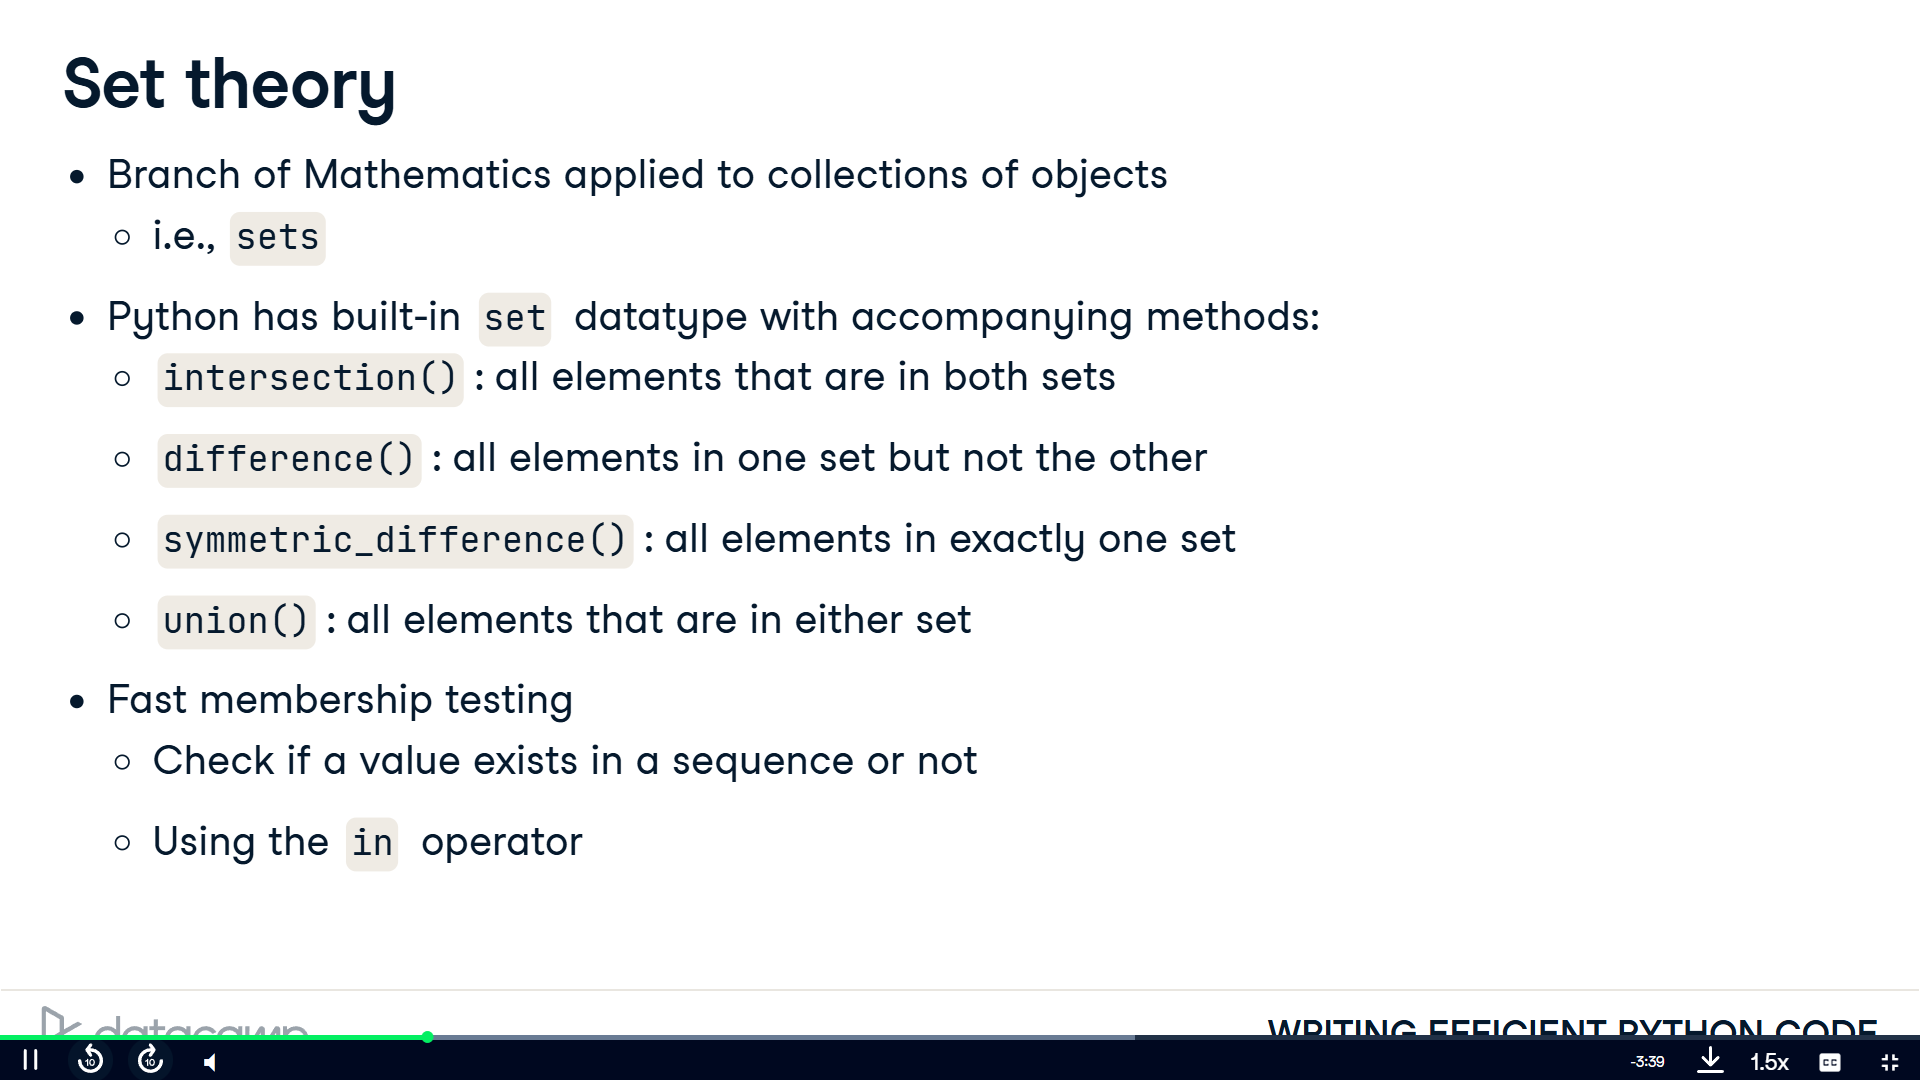 Set theory
Branch of Mathematics applied to collections of objects
i.e., sets
Python has built-in set datatype with accompanying methods:
intersection() : all elements that are in both sets
difference() : all elements in one set but not the other
symmetric_difference() : all elements in exactly one set
union() : all elements that are in either set
Fast membership testing
Check if a value exists in a sequence or not
Using the in operator
datacamp
WRITING EFFICIENT PYTHON CODE
10
10
-3:39
1.5x
CC